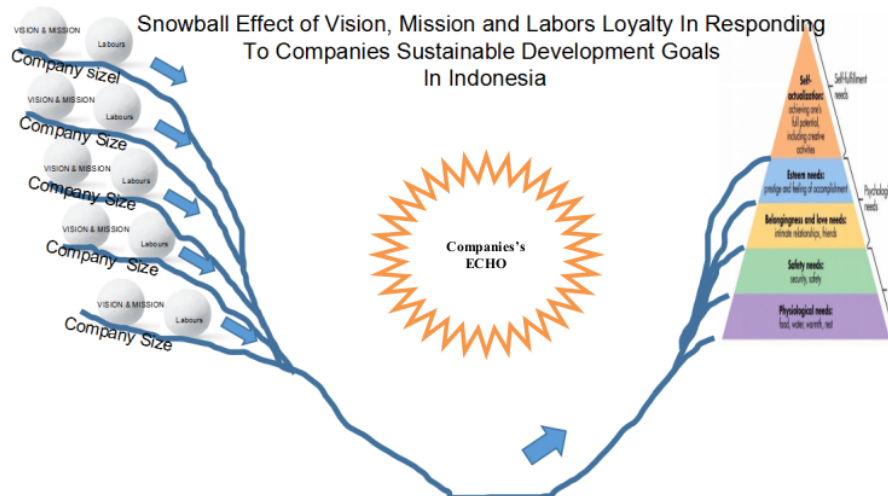 Snowball Effect of Vision, Mission and Labors Loyalty In Responding
To Companies Sustainable Development Goals
In Indonesia
VISION & MISSION
Labours
Company sizel
VISION & MISSION
Labours
Company Size
VISION & MISSION
Labours
Company Size
VISION & MISSION
Labours
Company Size
VISION & MISSION
Labours
Company Size
Companies's
ECHO
Self-
actualization:
achieving one's
full potential,
including creative
activities
Self-fulfillment
needs
Esteem needs:
prestige and feeling of accomplishment
Psychological
needs
Belongingness and love needs:
intimate relationships, friends
Safety needs:
security, safety
Physiological needs:
food, water, warmth, rest